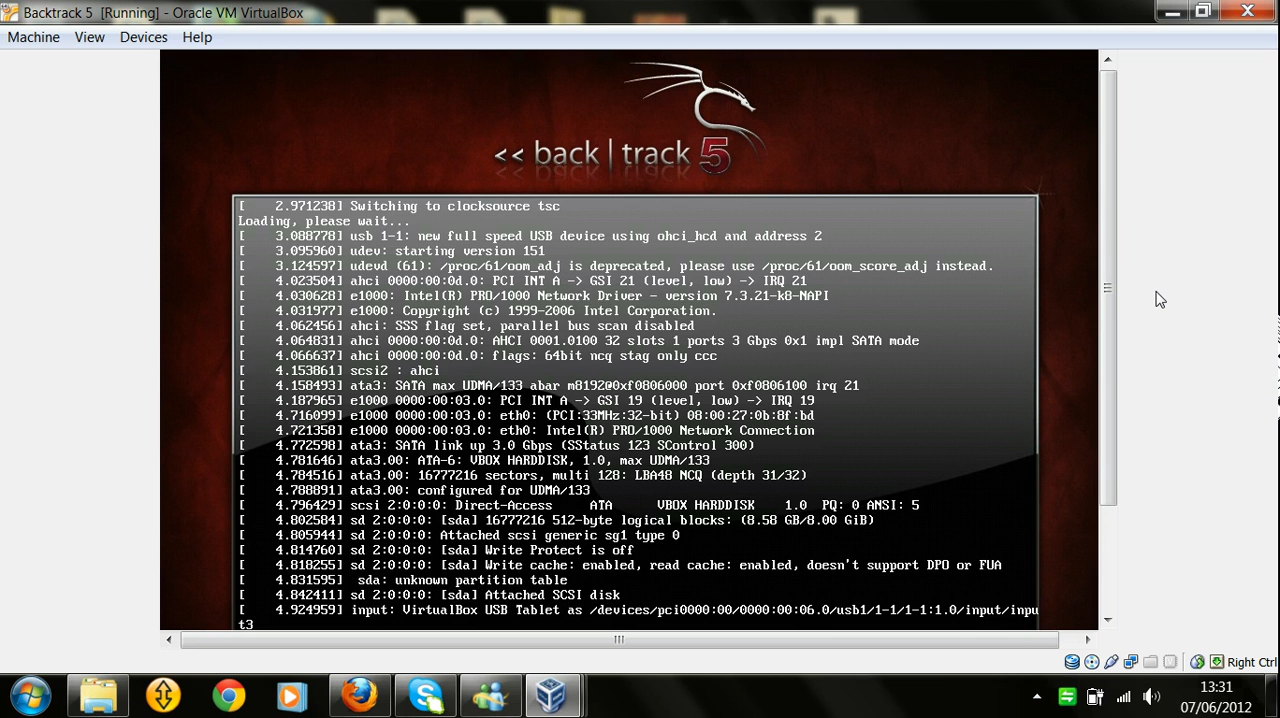 Backtrack 5 [Running] - Oracle VM VirtualBox
Machine View Devices Help
<< back | track 5
[ 2.971238] Switching to clocksource tsc
Loading, please wait...
[ 3.088778] usb 1-1: new full speed USB device using ohci_hcd and address 2
[ 3.095960] udev: starting version 151
[ 3.124597] udevd (61): /proc/61/oom_adj is deprecated, please use /proc/61/oom_score_adj instead.
[ 4.023504] ahci 0000:00:0d.0: PCI INT A -> GSI 21 (level, low) -> IRQ 21
[ 4.030628] e1000: Intel(R) PRO/1000 Network Driver - version 7.3.21-k8-NAPI
[ 4.031977] e1000: Copyright (c) 1999-2006 Intel Corporation.
[ 4.062456] ahci: SSS flag set, parallel bus scan disabled
[ 4.064831] ahci 0000:00:0d.0: AHCI 0001.0100 32 slots 1 ports 3 Gbps 0x1 impl SATA mode
[ 4.066637] ahci 0000:00:0d.0: flags: 64bit ncq stag only ccc
[ 4.153861] scsi2 : ahci
[ 4.158493] ata3: SATA max UDMA/133 abar m8192@0xf0806000 port 0xf0806100 irq 21
[ 4.187965] e1000 0000:00:03.0: PCI INT A -> GSI 19 (level, low) -> IRQ 19
[ 4.716099] e1000 0000:00:03.0: eth0: (PCI:33MHz:32-bit) 08:00:27:0b:8f:bd
[ 4.721358] e1000 0000:00:03.0: eth0: Intel(R) PRO/1000 Network Connection
[ 4.772598] ata3: SATA link up 3.0 Gbps (SStatus 123 SControl 300)
[ 4.781646] ata3.00: ATA-6: VBOX HARDDISK, 1.0, max UDMA/133
[ 4.784516] ata3.00: 16777216 sectors, multi 128: LBA48 NCQ (depth 31/32)
[ 4.788891] ata3.00: configured for UDMA/133
[ 4.796429] scsi 2:0:0:0: Direct-Access ATA VBOX HARDDISK 1.0 PQ: 0 ANSI: 5
[ 4.802584] sd 2:0:0:0: [sda] 16777216 512-byte logical blocks: (8.58 GB/8.00 GiB)
[ 4.805944] sd 2:0:0:0: Attached scsi generic sg1 type 0
[ 4.814760] sd 2:0:0:0: [sda] Write Protect is off
[ 4.818255] sd 2:0:0:0: [sda] Write cache: enabled, read cache: enabled, doesn't support DPO or FUA
[ 4.831595] sda: unknown partition table
[ 4.842411] sd 2:0:0:0: [sda] Attached SCSI disk
[ 4.924959] input: VirtualBox USB Tablet as /devices/pci0000:00/0000:00:06.0/usb1/1-1/1-1:1.0/input/inpu
t3
Right Ctrl
13:31
07/06/2012